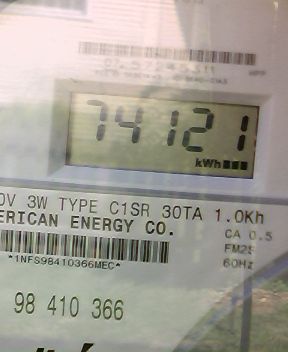 74121
kWh
0V 3W TYPE C1SR 30TA 1.0Kh
ERICAN ENERGY CO.
CA 0.5
FM2S
60Hz
*1NFS98410366MEC*
98 410 366